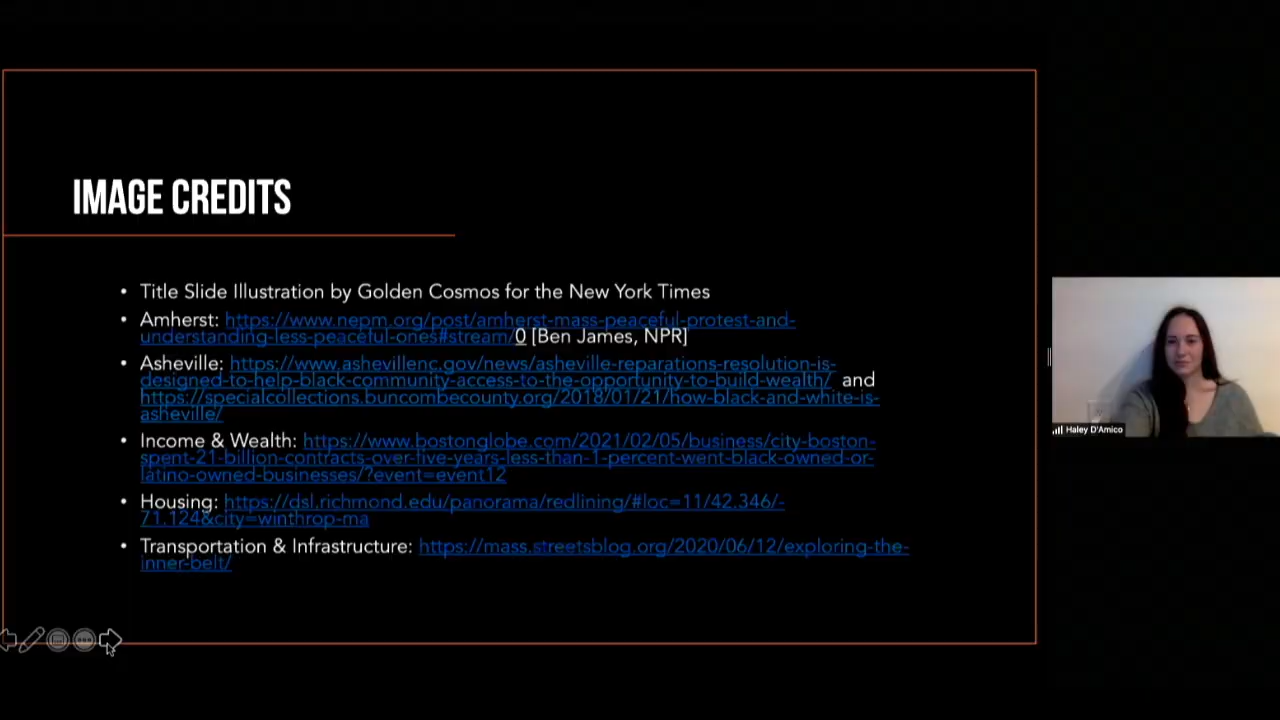 IMAGE CREDITS
• Title Slide Illustration by Golden Cosmos for the New York Times
• Amherst: https://www.nepm.org/post/amherst-mass-peaceful-protest-and-
understanding-less-peaceful-ones#stream/0 [Ben James, NPR]
• Asheville: https://www.ashevillenc.gov/news/asheville-reparations-resolution-is-
designed-to-help-black-community-access-to-the-opportunity-to-build-wealth/ and
https://specialcollections.buncombecounty.org/2018/01/21/how-black-and-white-is-
asheville/
• Income & Wealth: https://www.bostonglobe.com/2021/02/05/business/city-boston-
spent-21-billion-contracts-over-five-years-less-than-1-percent-went-black-owned-or-
latino-owned-businesses/?event=event12
• Housing: https://dsl.richmond.edu/panorama/redlining/#loc=11/42.346/-
71.124&city=winthrop-ma
• Transportation & Infrastructure: https://mass.streetsblog.org/2020/06/12/exploring-the-
inner-belt/
Haley D'Amico